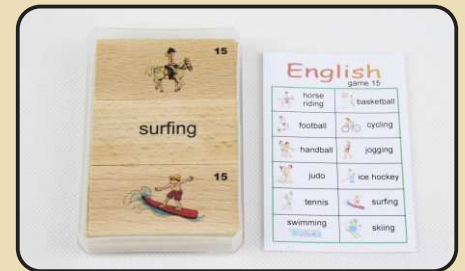 15
surfing
15
English
game 15
horse
riding
basketball
football
cycling
handball
jogging
judo
ice hockey
tennis
surfing
swimming
skiing